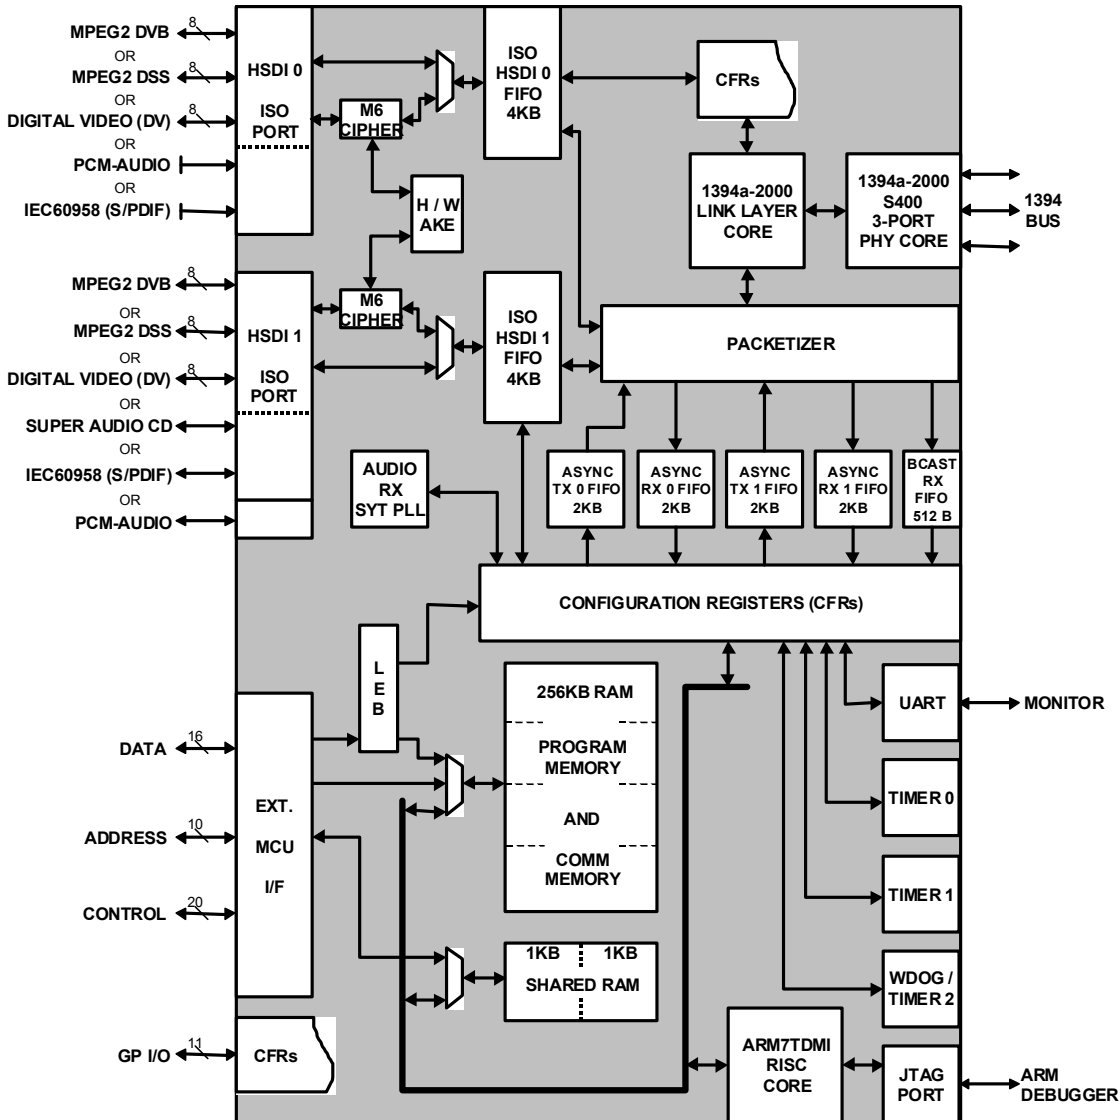 MPEG2 DVB
8
OR
MPEG2 DSS
8
OR
DIGITAL VIDEO (DV)
8
OR
PCM-AUDIO
OR
IEC60958 (S/PDIF)
HSDI 0
ISO
PORT
M6
CIPHER
H / W
AKE
ISO
HSDI 0
FIFO
4KB
CFRs
1394a-2000
LINK LAYER
CORE
1394a-2000
S400
3-PORT
PHY CORE
1394
BUS
MPEG2 DVB
8
OR
MPEG2 DSS
8
OR
DIGITAL VIDEO (DV)
8
OR
SUPER AUDIO CD
OR
IEC60958 (S/PDIF)
OR
PCM-AUDIO
HSDI 1
ISO
PORT
M6
CIPHER
ISO
HSDI 1
FIFO
4KB
PACKETIZER
AUDIO
RX
SYT PLL
ASYNC
TX 0 FIFO
2KB
ASYNC
RX 0 FIFO
2KB
ASYNC
TX 1 FIFO
2KB
ASYNC
RX 1 FIFO
2KB
BCAST
RX
FIFO
512 B
CONFIGURATION REGISTERS (CFRs)
L
E
B
256KB RAM
PROGRAM
MEMORY
AND
COMM
MEMORY
UART
MONITOR
DATA
16
ADDRESS
10
CONTROL
20
EXT.
MCU
I/F
TIMER 0
TIMER 1
WDOG /
TIMER 2
1KB
1KB
SHARED RAM
GP I/O
11
CFRs
ARM7TDMI
RISC
CORE
JTAG
PORT
ARM
DEBUGGER